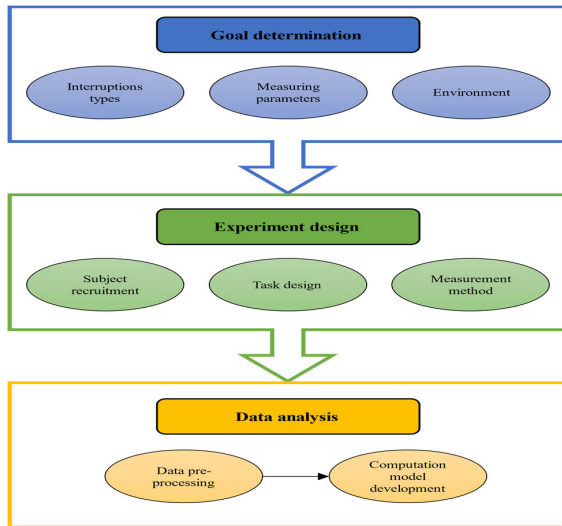 Goal determination
Interruptions
types
Measuring
parameters
Environment
Experiment design
Subject
recruitment
Task design
Measurement
method
Data analysis
Data pre-
processing
Computation
model
development